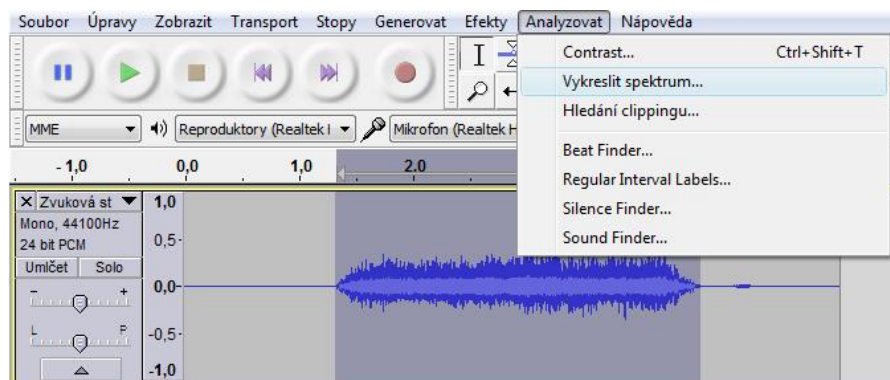 Soubor Úpravy Zobrazit Transport Stopy Generovat Efekty Analyzovat Nápověda
Contrast... Ctrl+Shift+T
Vykreslit spektrum...
Hledání clippingu...
MME Reproduktory (Realtek Mikrofon (Realtek H
Beat Finder...
- 1,0 0,0 1,0 2,0
Regular Interval Labels...
Silence Finder...
Sound Finder...
Zvuková st 1,0
Mono, 44100Hz
24 bit PCM 0,5
Umlčet Solo
- + 0,0
L P -0,5
-1,0